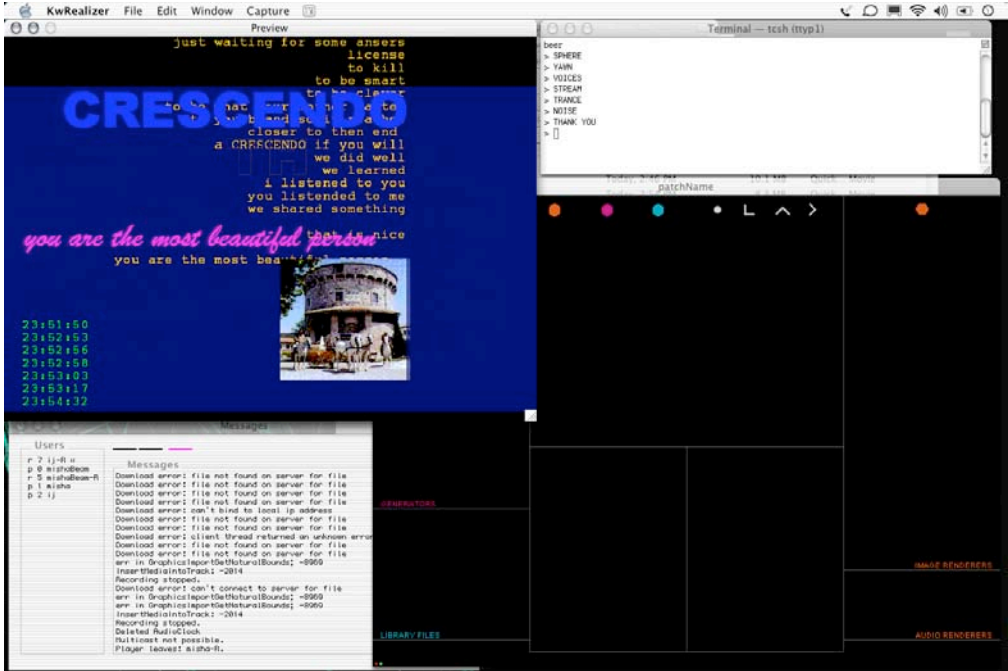 KwRealizer File Edit Window Capture
Preview
just waiting for some ansers
license
to kill
to be smart
to be clever
CRESCENDO
closer to then end
a CRESCENDO if you will
we did well
we learned
i listened to you
you listended to me
we shared something
that is nice
you are the most beautiful person
you are the most beautiful person
23:51:50
23:52:53
23:52:56
23:52:58
23:53:03
23:53:17
23:54:32
Terminal — tcsh (ttyp1)
beer
> SPHERE
> YAWN
> VOICES
> STREAM
> TRANCE
> NOISE
> THANK YOU
>
patchName
Messages
Users
r 7 ij-R
p 0 mishaBeam
r 5 mishaBeam-R
p 1 misha
p 2 ij
Messages
Download error: file not found on server for file
Download error: file not found on server for file
Download error: file not found on server for file
Download error: file not found on server for file
Download error: can't bind to local ip address
Download error: file not found on server for file
Download error: file not found on server for file
Download error: client thread returned an unknown error
Download error: file not found on server for file
Download error: file not found on server for file
err in GraphicsImportGetNaturalBounds; -8969
InsertMediaintoTrack: -2014
Recording stopped.
Download error: can't connect to server for file
err in GraphicsImportGetNaturalBounds; -8969
err in GraphicsImportGetNaturalBounds; -8969
InsertMediaintoTrack: -2014
Recording stopped.
Deleted AudioClock
Multicast not possible.
Player leaves: misha-R.
GENERATORS
LIBRARY FILES
IMAGE RENDERERS
AUDIO RENDERERS